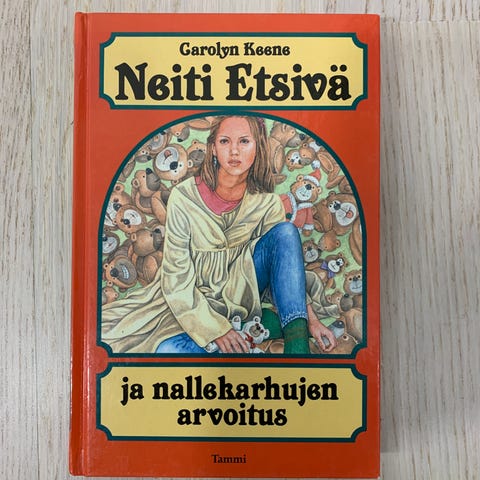 Carolyn Keene
Neiti Etsivä
ja nallekarhujen
arvoitus
Tammi